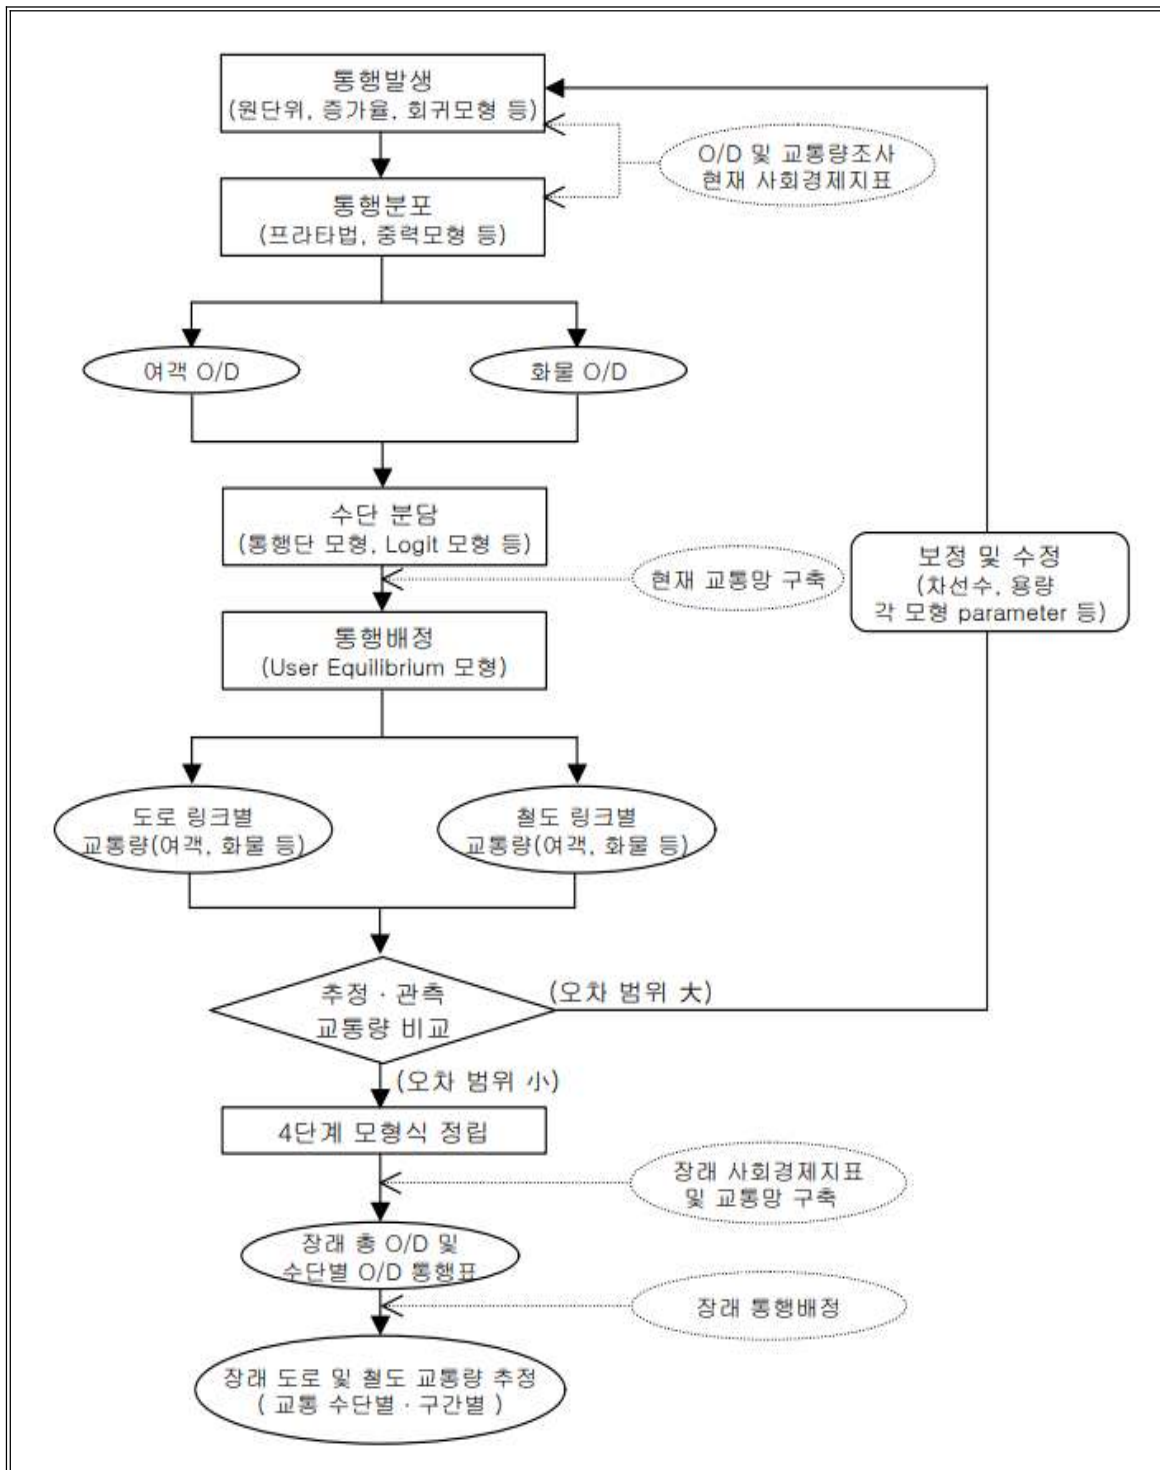 통행발생
(원단위, 증가율, 회귀모형 등)
O/D 및 교통량조사
현재 사회경제지표
통행분포
(프라타법, 중력모형 등)
여객 O/D
화물 O/D
수단 분담
(통행단 모형, Logit 모형 등)
현재 교통망 구축
보정 및 수정
(차선수, 용량
각 모형 parameter 등)
통행배정
(User Equilibrium 모형)
도로 링크별
교통량(여객, 화물 등)
철도 링크별
교통량(여객, 화물 등)
추정 · 관측
교통량 비교
(오차 범위 大)
(오차 범위 小)
4단계 모형식 정립
장래 사회경제지표
및 교통망 구축
장래 총 O/D 및
수단별 O/D 통행표
장래 통행배정
장래 도로 및 철도 교통량 추정
( 교통 수단별 · 구간별 )